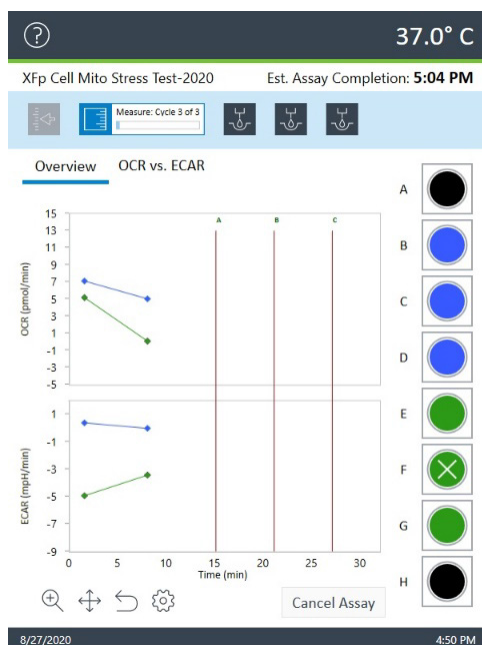 ?
37.0° C
XFp Cell Mito Stress Test-2020 Est. Assay Completion: 5:04 PM
Measure: Cycle 3 of 3
Overview OCR vs. ECAR
A
B
C
D
E
F
G
H
A B C
OCR (pmol/min)
15
13
11
9
7
5
3
1
-1
-3
-5
ECAR (mpH/min)
1
-1
-3
-5
-7
-9
0 5 10 15 20 25 30
Time (min)
Cancel Assay
8/27/2020 4:50 PM